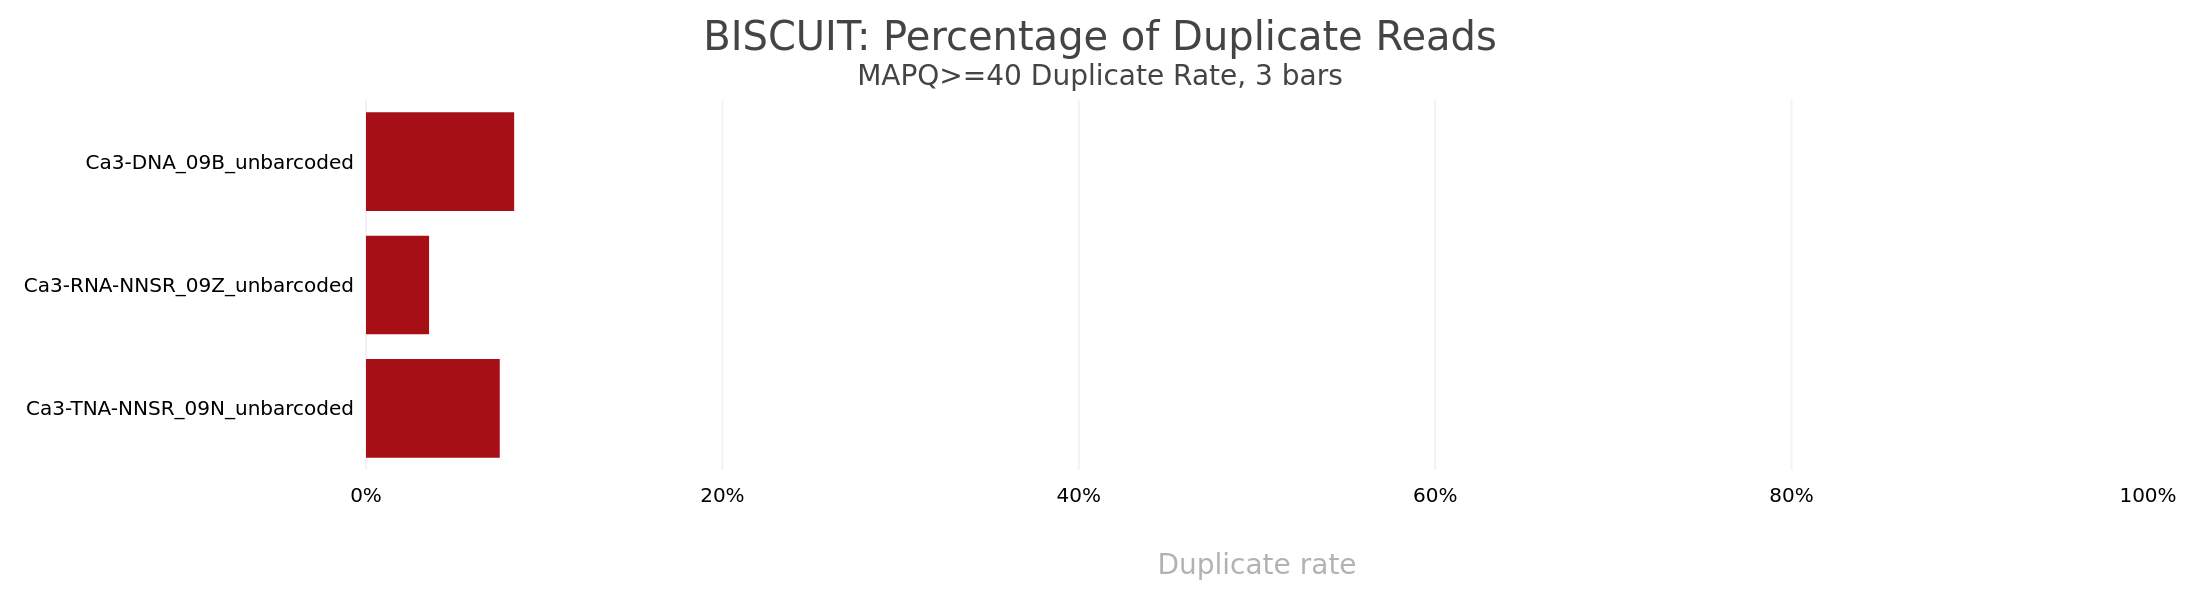 BISCUIT: Percentage of Duplicate Reads
MAPQ>=40 Duplicate Rate, 3 bars
Ca3-DNA_09B_unbarcoded
Ca3-RNA-NNSR_09Z_unbarcoded
Ca3-TNA-NNSR_09N_unbarcoded
0% 20% 40% 60% 80% 100%
Duplicate rate